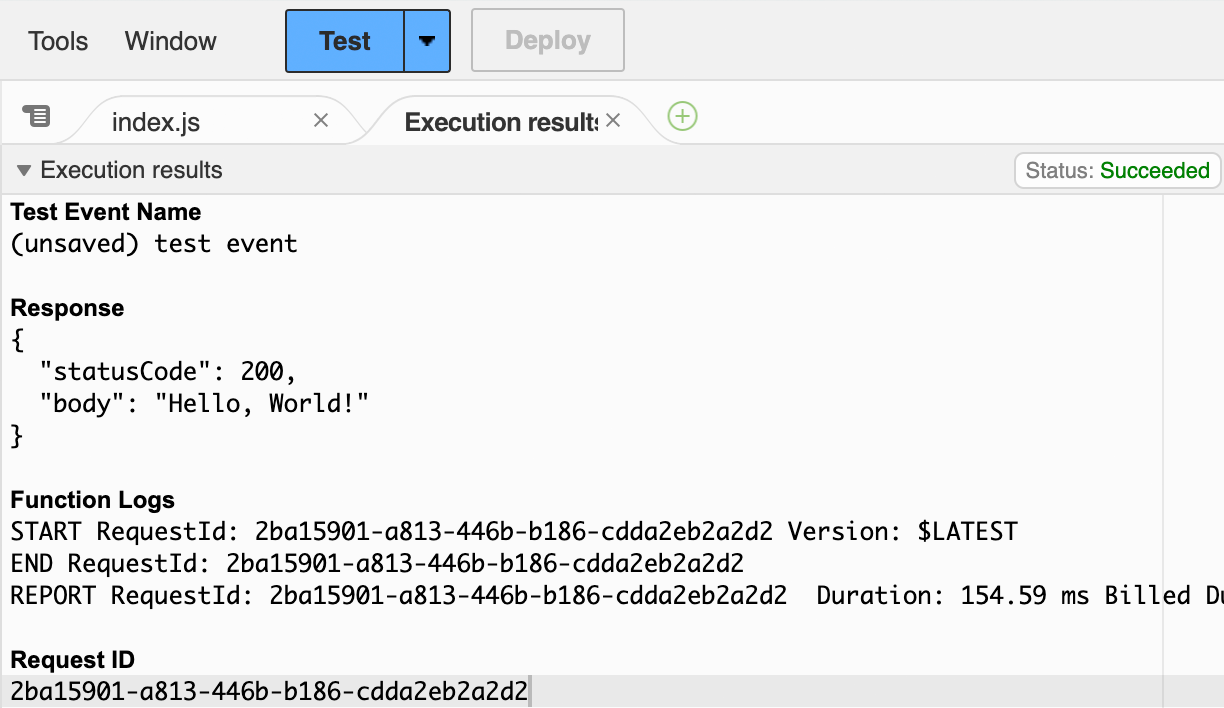 Tools Window Test Deploy
index.js Execution results
Execution results Status: Succeeded
Test Event Name
(unsaved) test event
Response
{
"statusCode": 200,
"body": "Hello, World!"
}
Function Logs
START RequestId: 2ba15901-a813-446b-b186-cdda2eb2a2d2 Version: $LATEST
END RequestId: 2ba15901-a813-446b-b186-cdda2eb2a2d2
REPORT RequestId: 2ba15901-a813-446b-b186-cdda2eb2a2d2 Duration: 154.59 ms Billed
Request ID
2ba15901-a813-446b-b186-cdda2eb2a2d2